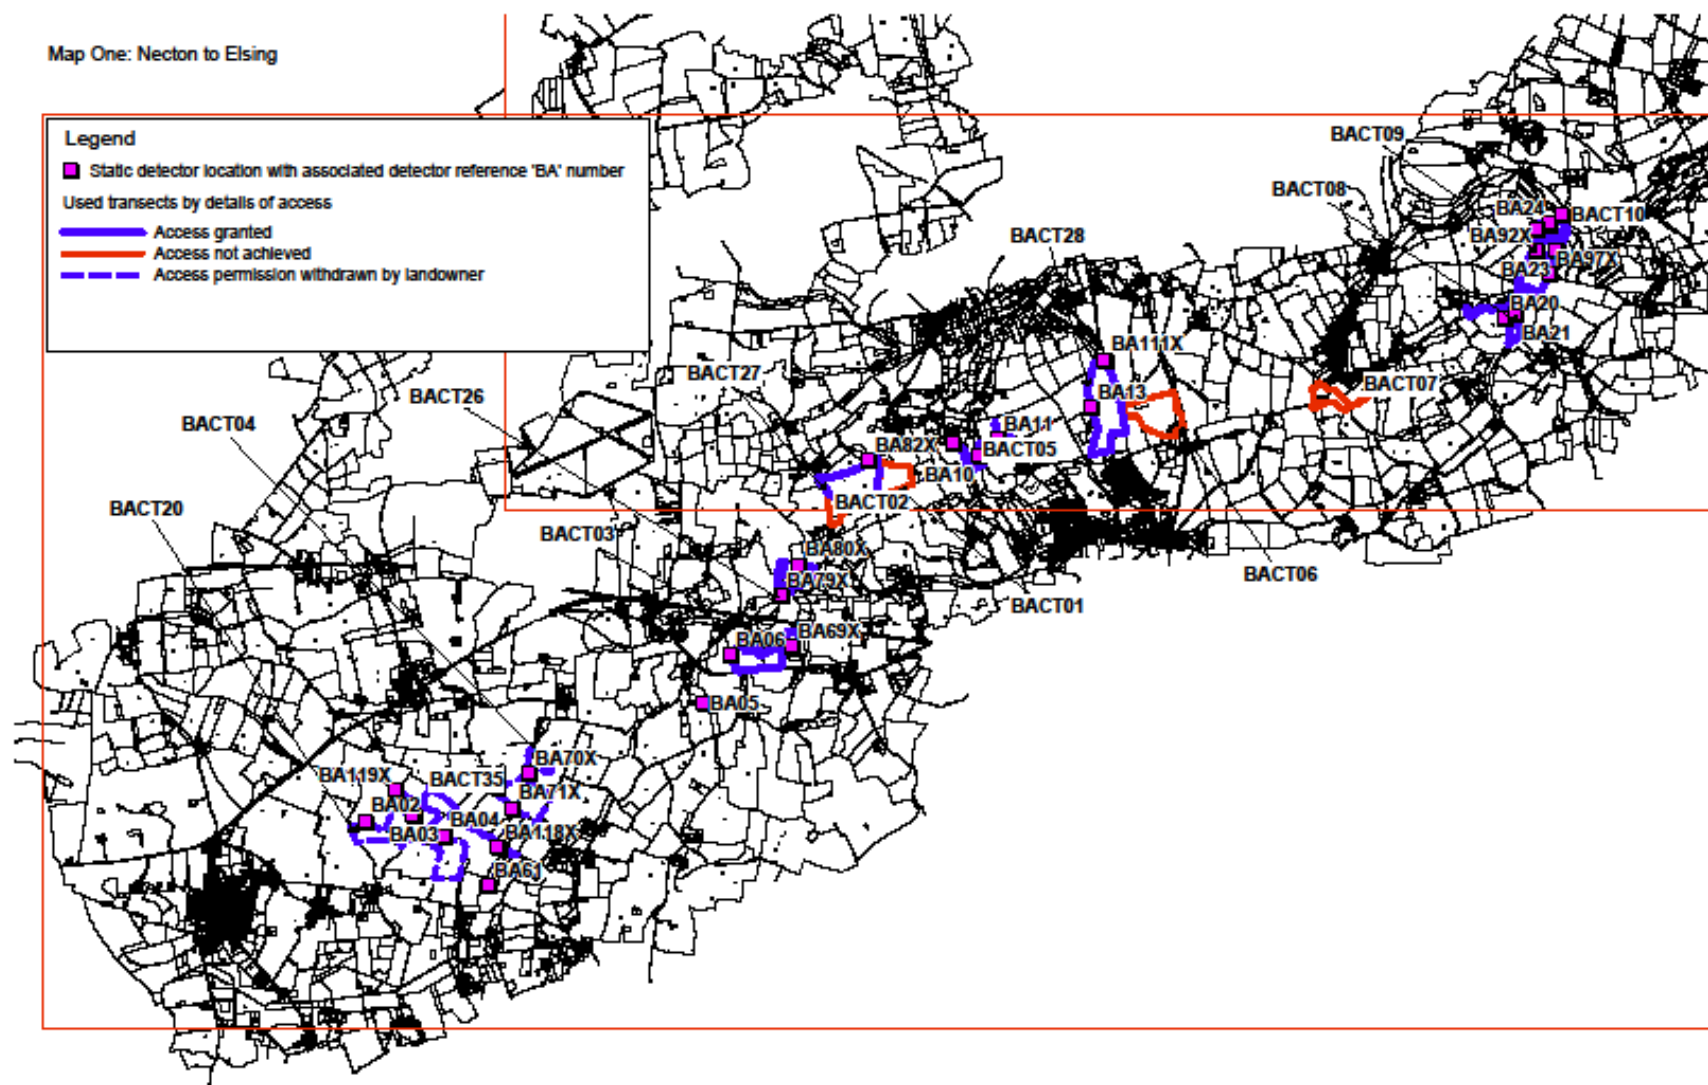 Map One: Necton to Elsing
Legend
Static detector location with associated detector reference 'BA' number
Used transects by details of access
Access granted
Access not achieved
Access permission withdrawn by landowner
BACT09
BACT08
BA24
BACT10
BA92X
BA97X
BA23
BACT28
BA20
BA21
BA111X
BACT27
BACT07
BACT26
BA13
BACT04
BA11
BA82X
BACT05
BA10
BACT02
BACT20
BACT03
BA80X
BACT06
BA79X
BACT01
BA69X
BA06
BA05
BA70X
BA119X
BACT35
BA71X
BA02
BA04
BA03
BA118X
BA61